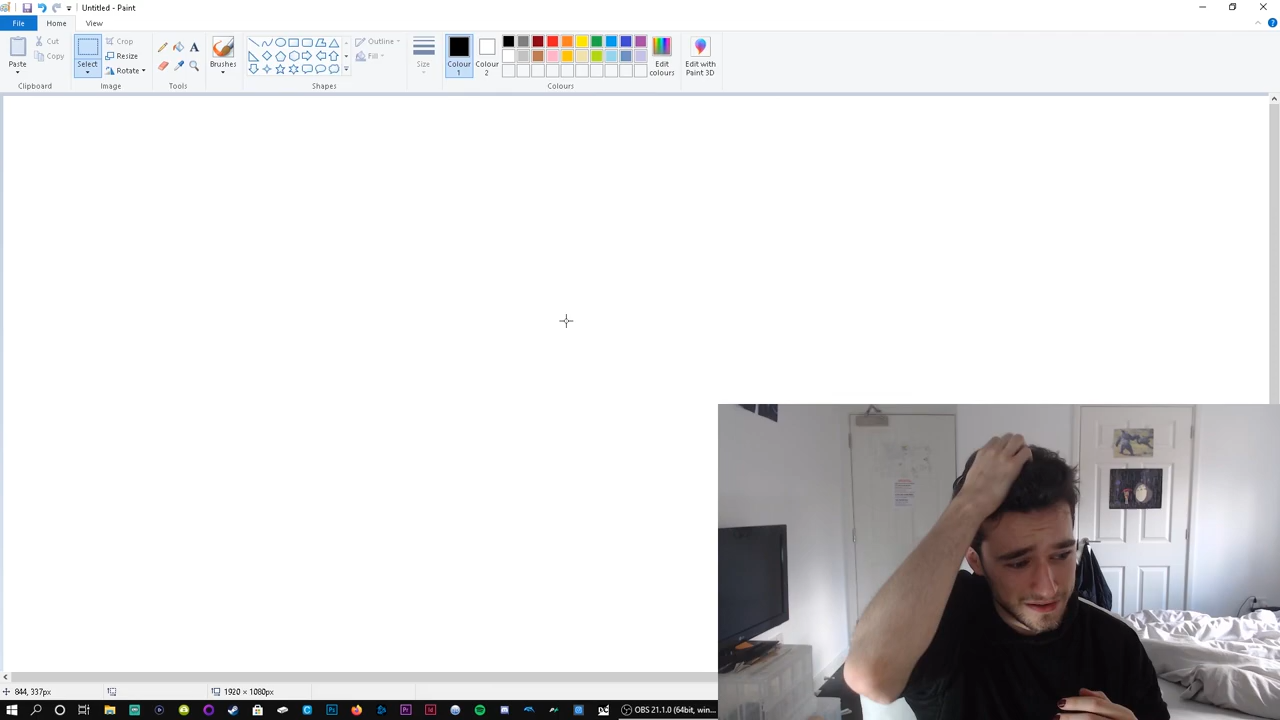 Untitled - Paint
File
Home
View
Paste
Cut
Copy
Clipboard
Select
Crop
Resize
Rotate
Image
A
Tools
Brushes
Outline
Fill
Shapes
Size
Colour 1
Colour 2
Edit colours
Colours
Edit with Paint 3D
844, 337px
1920 × 1080px
OBS 21.1.0 (64bit, win...